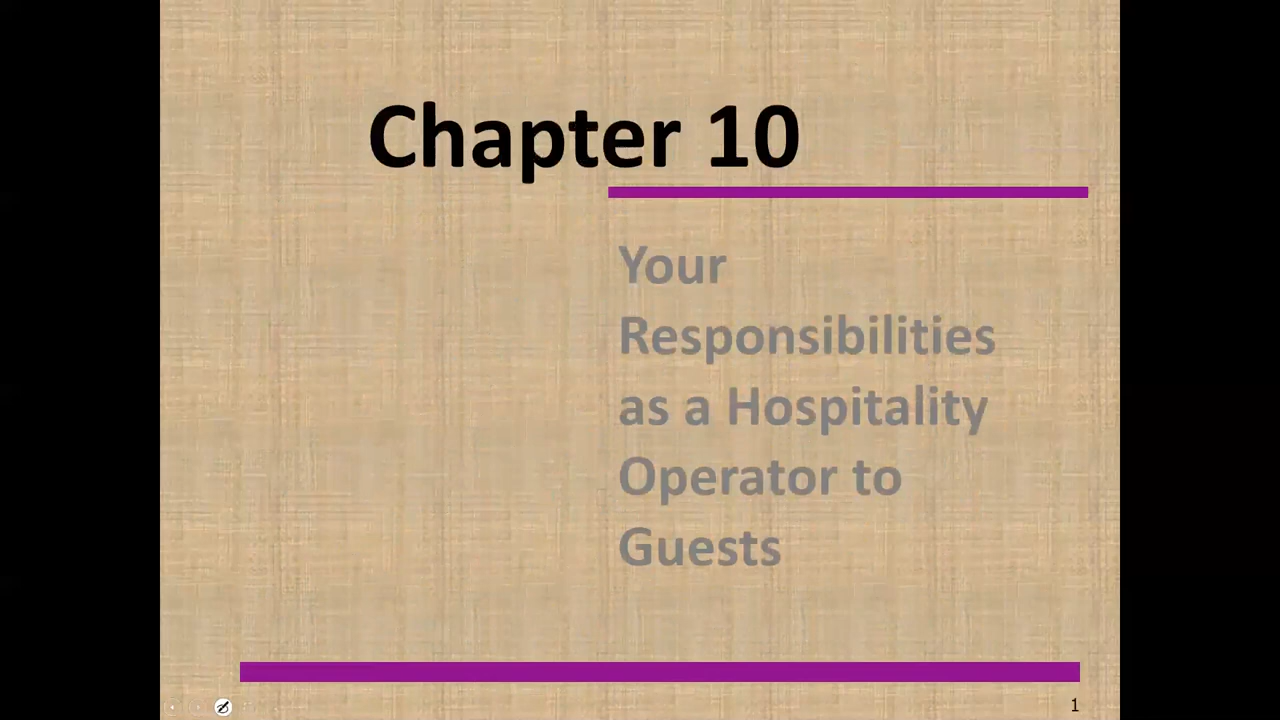 Chapter 10
Your
Responsibilities
as a Hospitality
Operator to
Guests
1